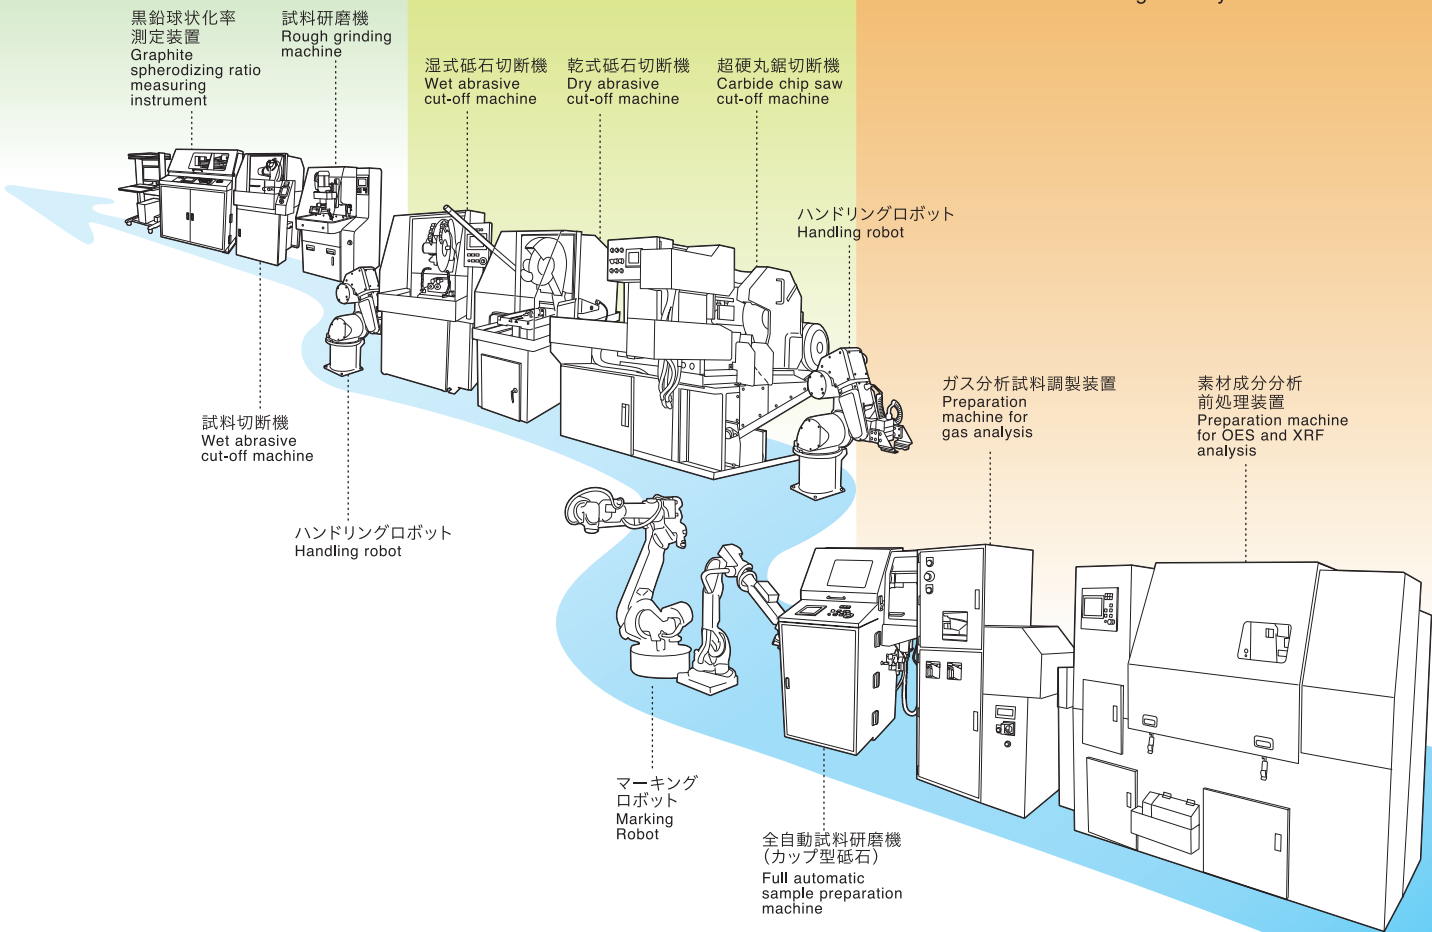 黒鉛球状化率
測定装置
Graphite
spherodizing ratio
measuring
instrument
試料研磨機
Rough grinding
machine
湿式砥石切断機
Wet abrasive
cut-off machine
乾式砥石切断機
Dry abrasive
cut-off machine
超硬丸鋸切断機
Carbide chip saw
cut-off machine
ハンドリングロボット
Handling robot
ガス分析試料調製装置
Preparation
machine for
gas analysis
素材成分分析
前処理装置
Preparation machine
for OES and XRF
analysis
試料切断機
Wet abrasive
cut-off machine
ハンドリングロボット
Handling robot
マーキング
ロボット
Marking
Robot
全自動試料研磨機
（カップ型砥石）
Full automatic
sample preparation
machine